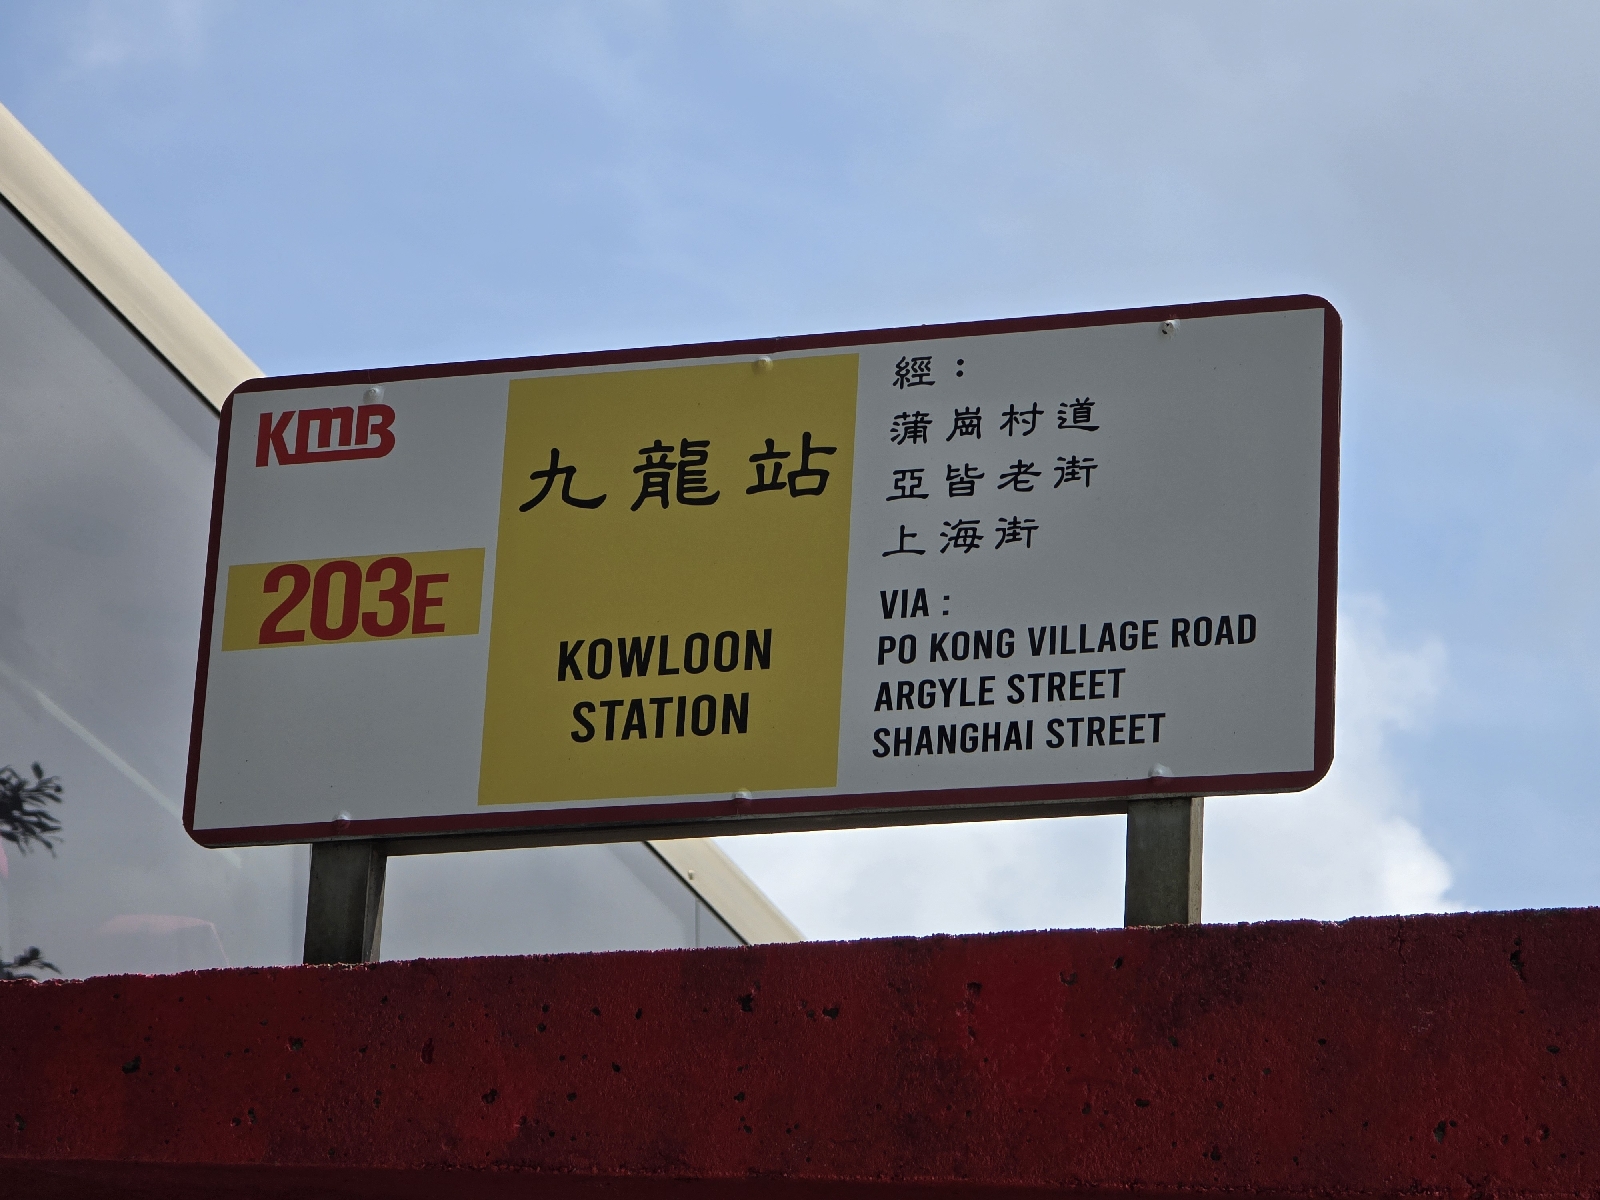 KMB
203E
九龍站
KOWLOON
STATION
經：
蒲崗村道
亞皆老街
上海街
VIA :
PO KONG VILLAGE ROAD
ARGYLE STREET
SHANGHAI STREET